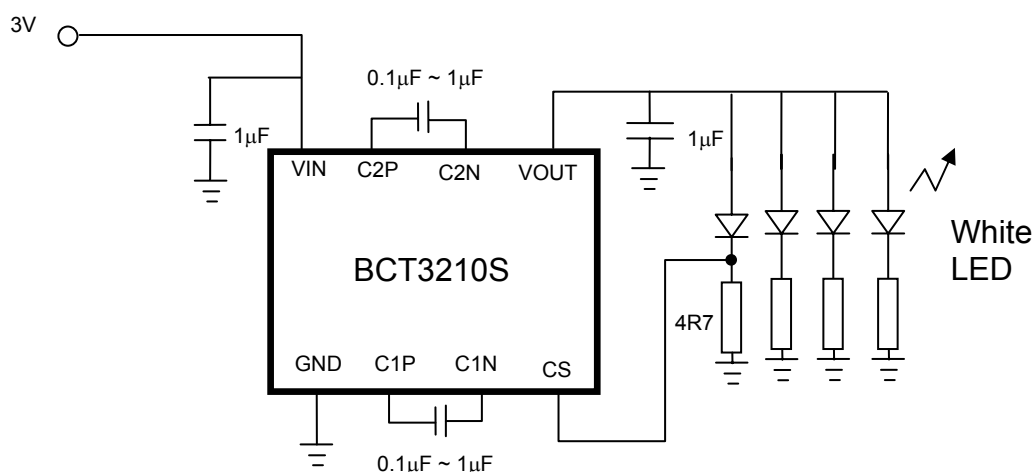 3V
0.1μF ~ 1μF
1μF
1μF
VIN
C2P
C2N
VOUT
White
LED
BCT3210S
4R7
GND
C1P
C1N
CS
0.1μF ~ 1μF